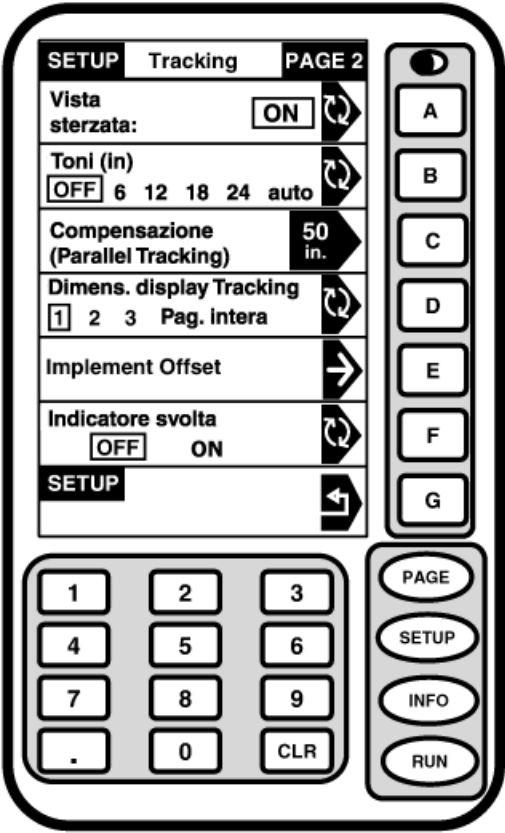 SETUP Tracking PAGE 2
Vista
sterzata: ON
A
Toni (in)
OFF 6 12 18 24 auto
B
Compensazione 50
(Parallel Tracking) in.
C
Dimens. display Tracking
1 2 3 Pag. intera
D
Implement Offset
E
Indicatore svolta
OFF ON
F
SETUP
G
1 2 3
4 5 6
7 8 9
. 0 CLR
PAGE
SETUP
INFO
RUN